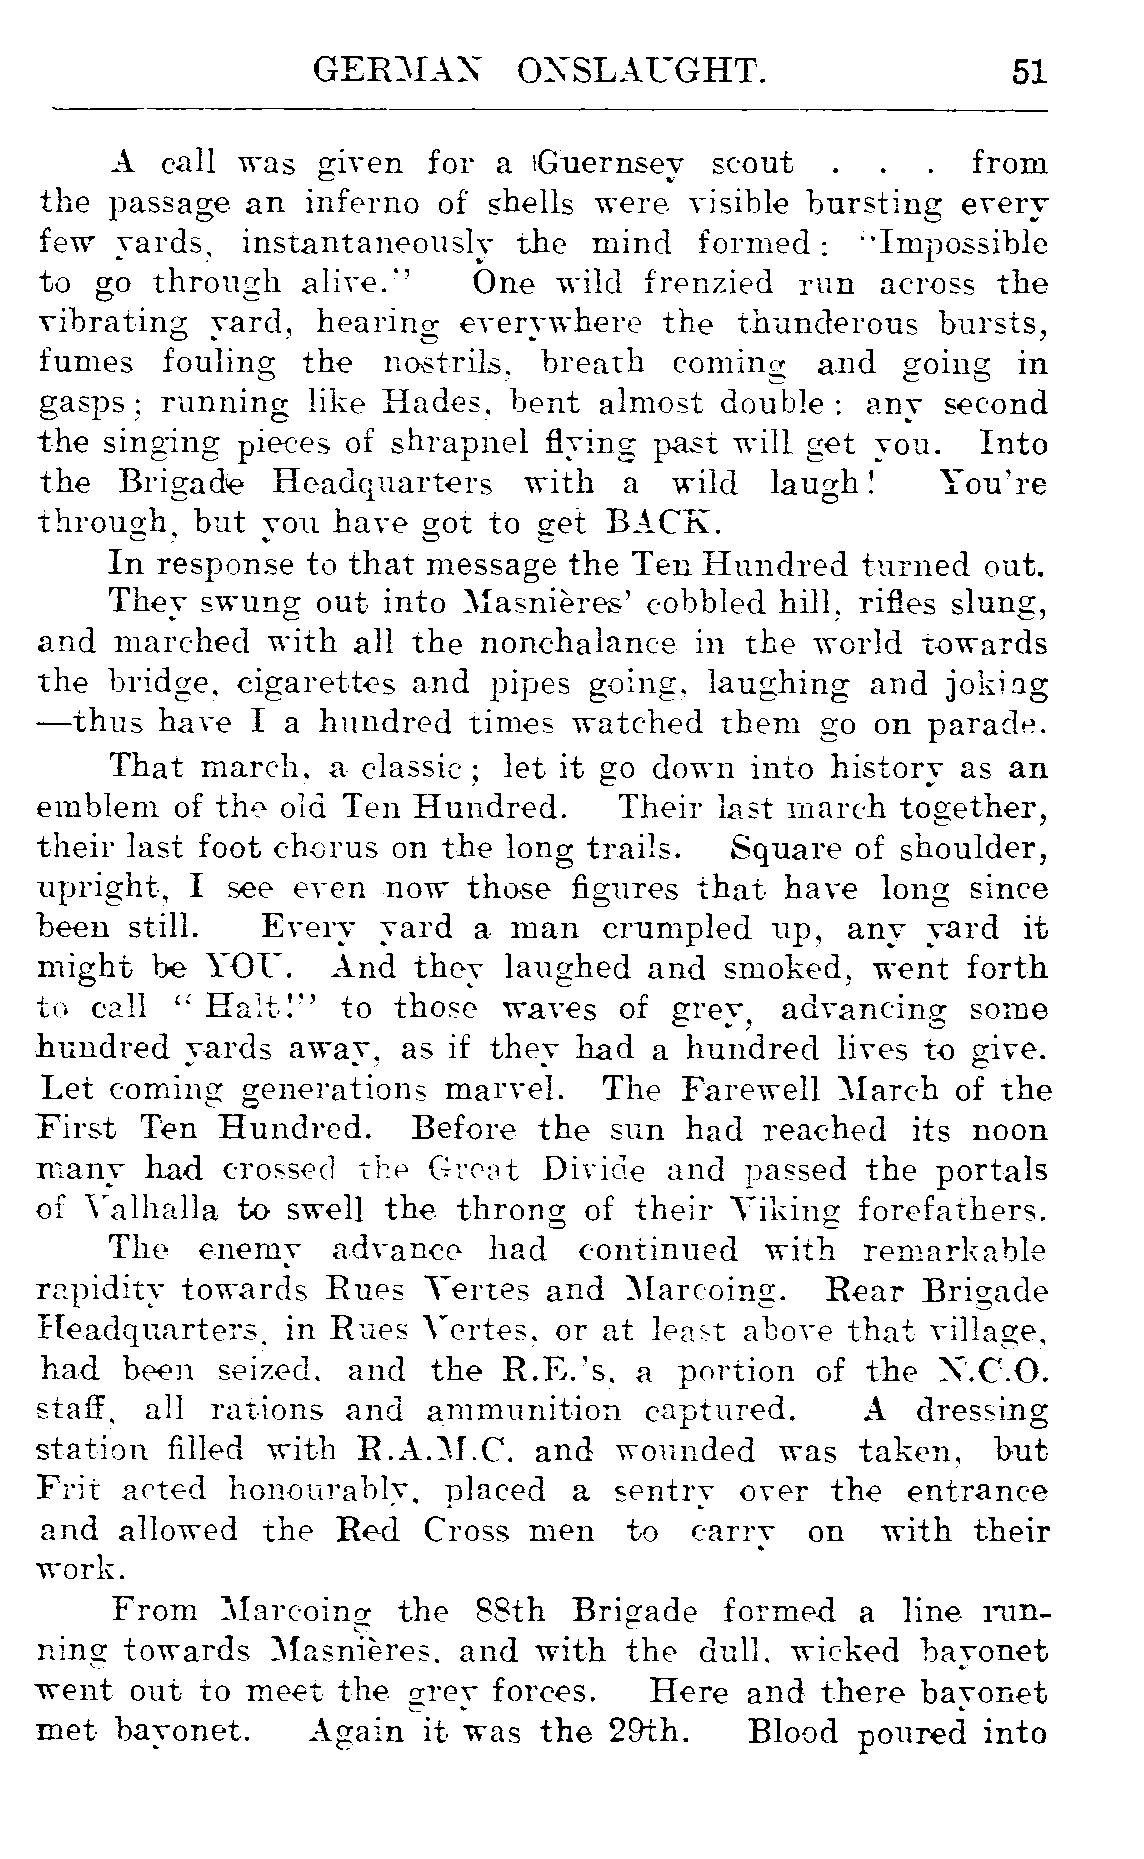 GERMAN ONSLAUGHT. 51
A call was given for a Guernsey scout . . . from
the passage an inferno of shells were visible bursting every
few yards, instantaneously the mind formed: "Impossible
to go through alive." One wild frenzied run across the
vibrating yard, hearing everywhere the thunderous bursts,
fumes fouling the nostrils, breath coming and going in
gasps; running like Hades, bent almost double: any second
the singing pieces of shrapnel flying past will get you. Into
the Brigade Headquarters with a wild laugh! You're
through, but you have got to get BACK.
In response to that message the Ten Hundred turned out.
They swung out into Masnières' cobbled hill, rifles slung,
and marched with all the nonchalance in the world towards
the bridge, cigarettes and pipes going, laughing and joking
—thus have I a hundred times watched them go on parade.
That march, a classic; let it go down into history as an
emblem of the old Ten Hundred. Their last march together,
their last foot chorus on the long trails. Square of shoulder,
upright, I see even now those figures that have long since
been still. Every yard a man crumpled up, any yard it
might be YOU. And they laughed and smoked, went forth
to call "Halt!" to those waves of grey, advancing some
hundred yards away, as if they had a hundred lives to give.
Let coming generations marvel. The Farewell March of the
First Ten Hundred. Before the sun had reached its noon
many had crossed the Great Divide and passed the portals
of Valhalla to swell the throng of their Viking forefathers.
The enemy advance had continued with remarkable
rapidity towards Rues Vertes and Marcoing. Rear Brigade
Headquarters, in Rues Vertes, or at least above that village,
had been seized, and the R.E.'s, a portion of the N.C.O.
staff, all rations and ammunition captured. A dressing
station filled with R.A.M.C. and wounded was taken, but
Frit acted honourably, placed a sentry over the entrance
and allowed the Red Cross men to carry on with their
work.
From Marcoing the 88th Brigade formed a line run-
ning towards Masnières, and with the dull, wicked bayonet
went out to meet the grey forces. Here and there bayonet
met bayonet. Again it was the 29th. Blood poured into